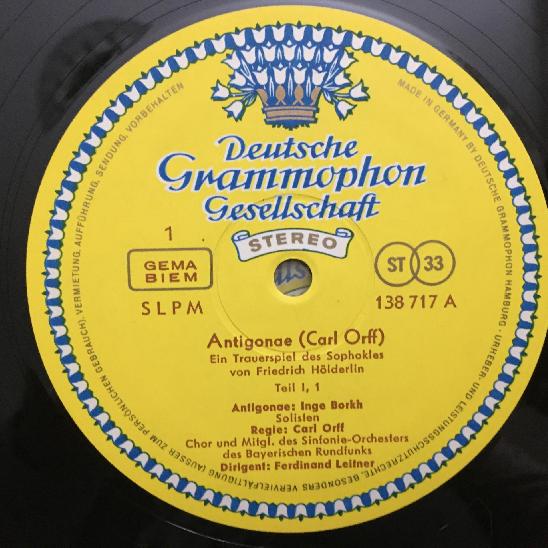 Deutsche
Grammophon
Gesellschaft
STEREO
1
GEMA
BIEM
SLPM
ST 33
138 717 A
Antigonae (Carl Orff)
Ein Trauerspiel des Sophokles
von Friedrich Hölderlin
Teil I, 1
Antigonae: Inge Borkh
Solisten
Regie: Carl Orff
Chor und Mitgl. des Sinfonie-Orchesters
des Bayerischen Rundfunks
Dirigent: Ferdinand Leitner
MADE IN GERMANY BY DEUTSCHE GRAMMOPHON HAMBURG · URHEBER- UND LEISTUNGSSCHUTZRECHTE, BESONDERS VERVIELFÄLTIGUNG (AUSSER ZUM PERSÖNLICHEN GEBRAUCH), VERMIETUNG, AUFFÜHRUNG, SENDUNG, VORBEHALTEN